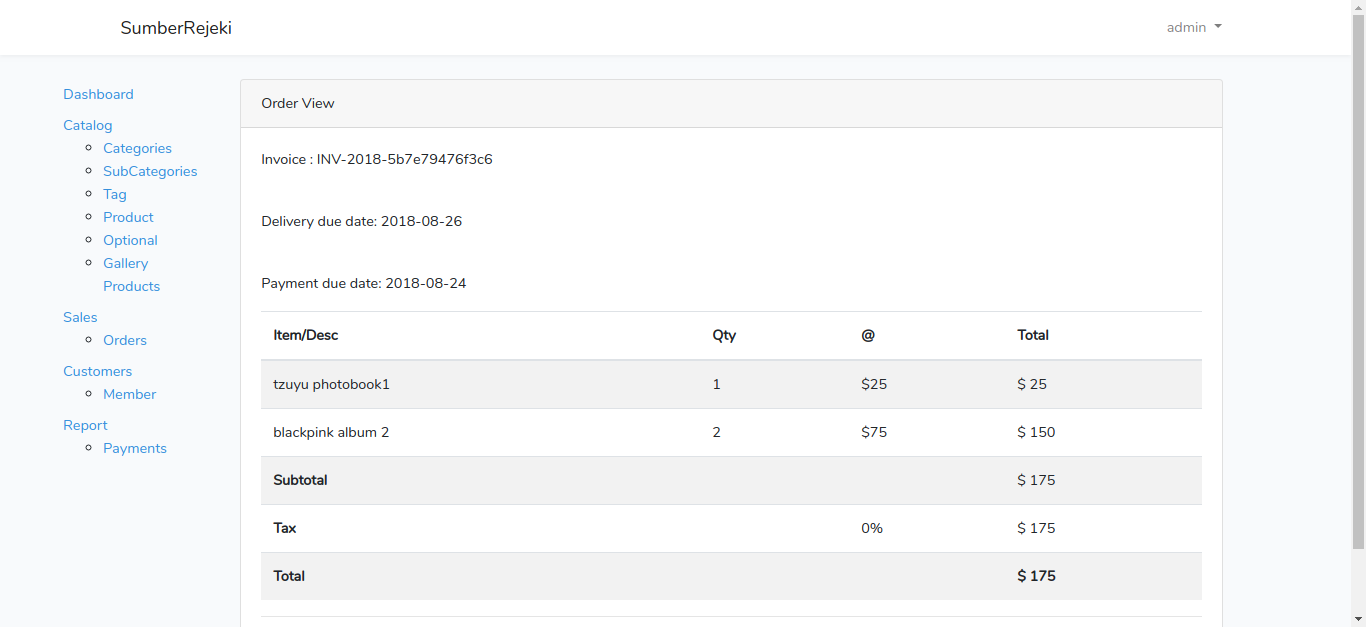 SumberRejeki
admin
Dashboard
Catalog
Categories
SubCategories
Tag
Product
Optional
Gallery
Products
Sales
Orders
Customers
Member
Report
Payments
Order View
Invoice : INV-2018-5b7e79476f3c6
Delivery due date: 2018-08-26
Payment due date: 2018-08-24
Item/Desc Qty @ Total
tzuyu photobook1 1 $25 $ 25
blackpink album 2 2 $75 $ 150
Subtotal $ 175
Tax 0% $ 175
Total $ 175